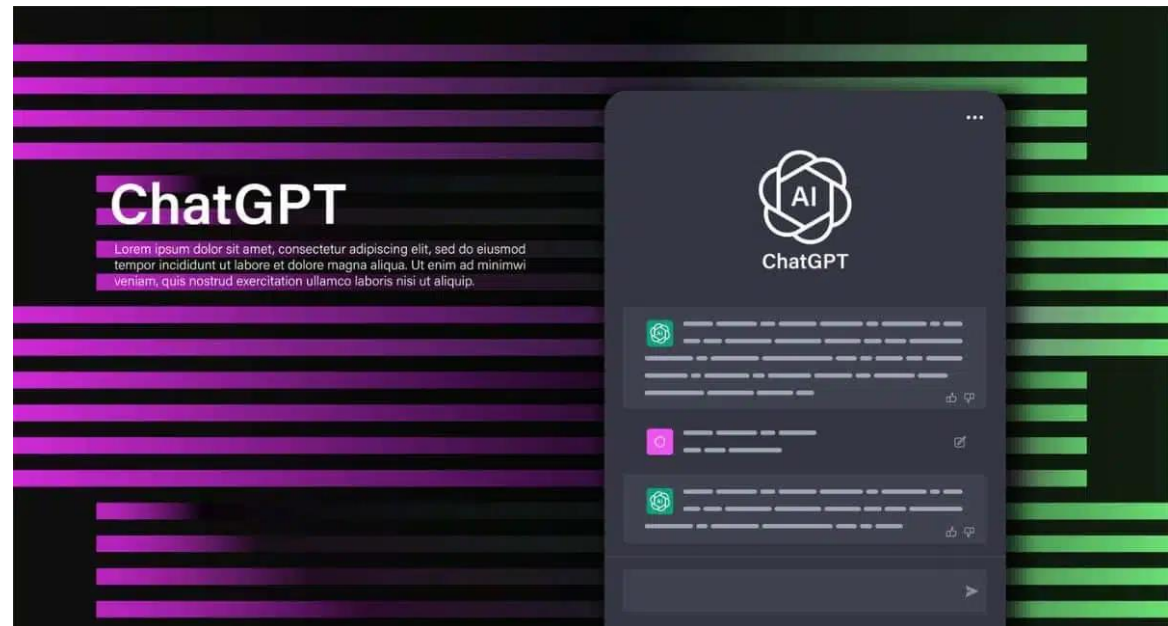 ChatGPT
Lorem ipsum dolor sit amet, consectetur adipiscing elit, sed do eiusmod
tempor incididunt ut labore et dolore magna aliqua. Ut enim ad minimwi
veniam, quis nostrud exercitation ullamco laboris nisi ut aliquip.
AI
ChatGPT